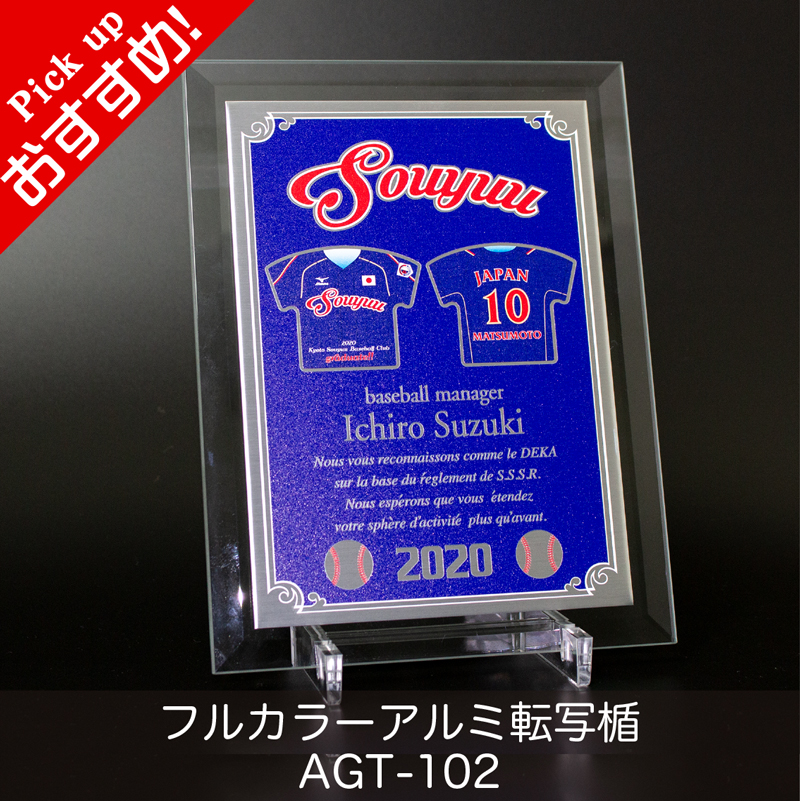 Pick up
おすすめ!
Souyuu
Souyuu
2020
Kyoto Souyuu Baseball Club
JAPAN
10
MATSUMOTO
baseball manager
Ichiro Suzuki
Nous vous reconnaissons comme le DEKA
sur la base du ŕeglement de S.S.S.R.
Nous espérons que vous étendez
votre sphère d'activité plus qu'avant.
2020
フルカラーアルミ転写楯
AGT-102